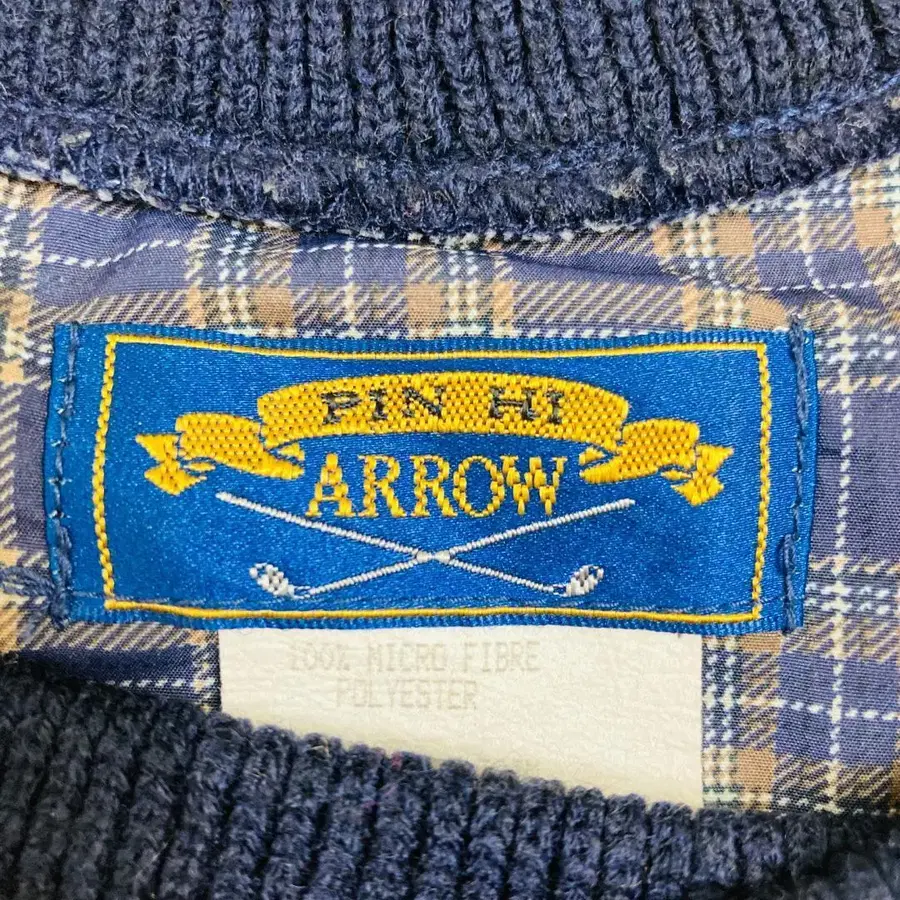 PIN HI
ARROW
100% MICRO FIBRE
POLYESTER